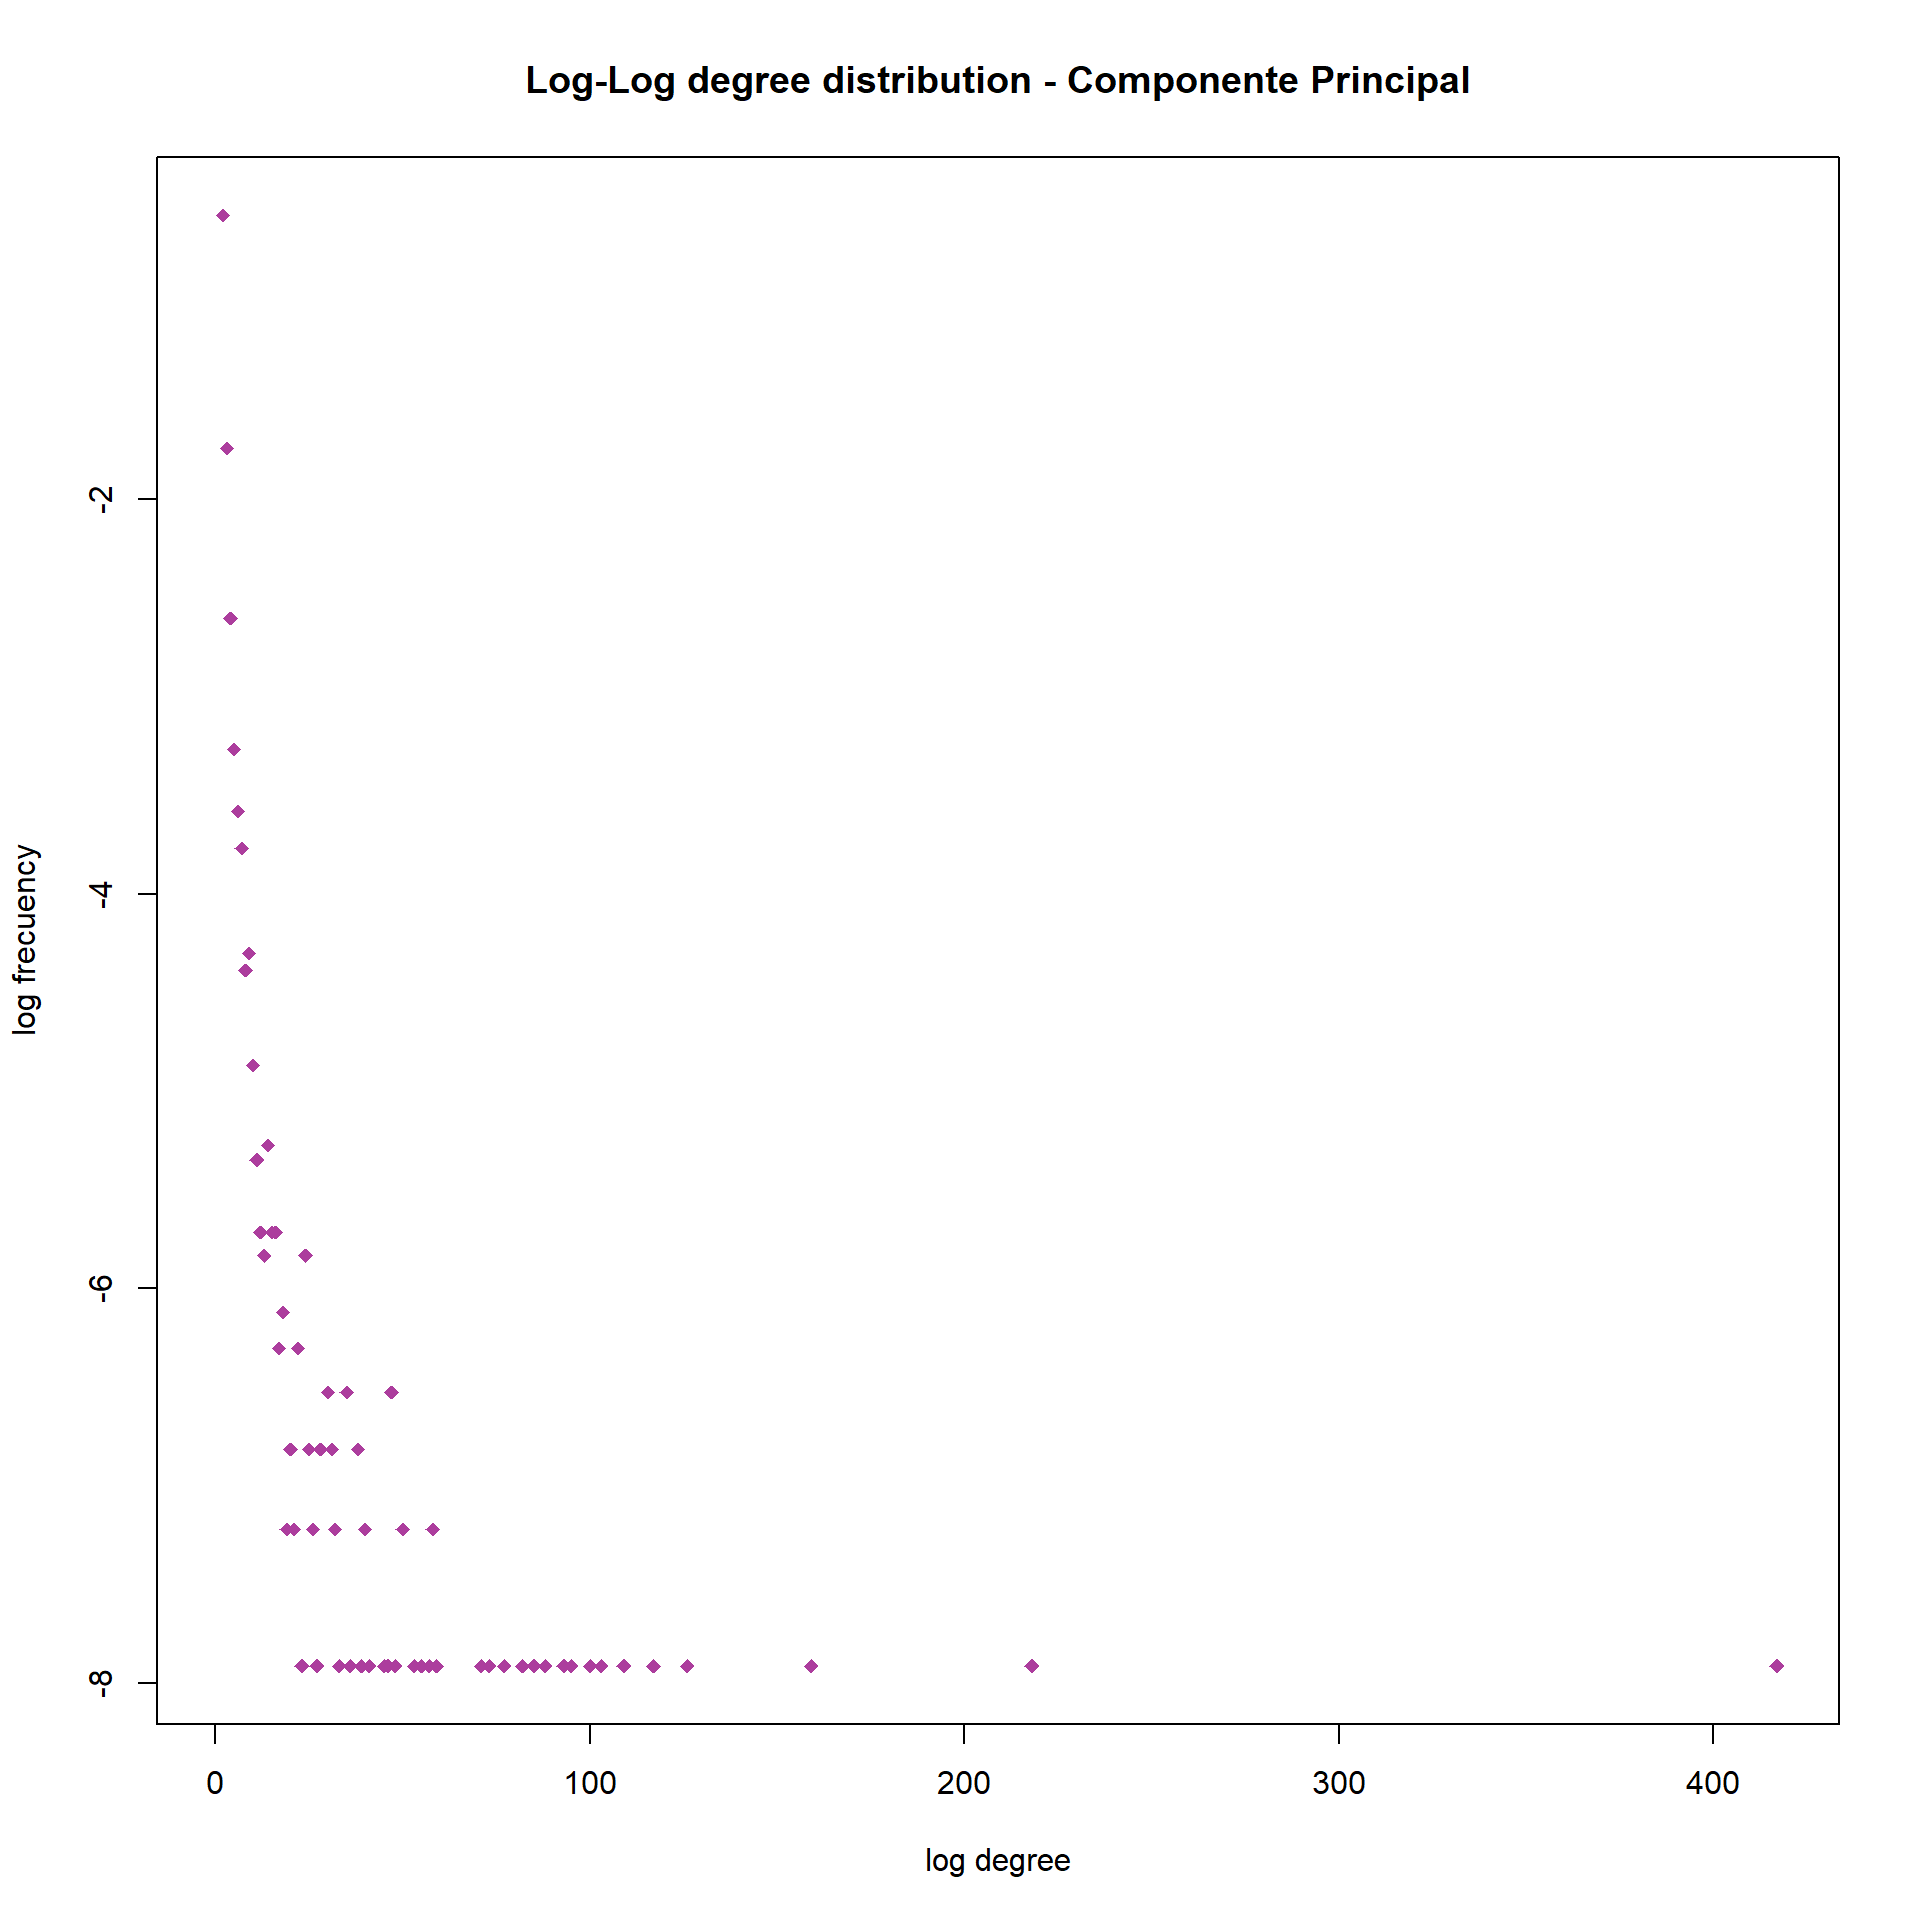 Log-Log degree distribution - Componente Principal
log frecuency
-2
-4
-6
-8
0 100 200 300 400
log degree